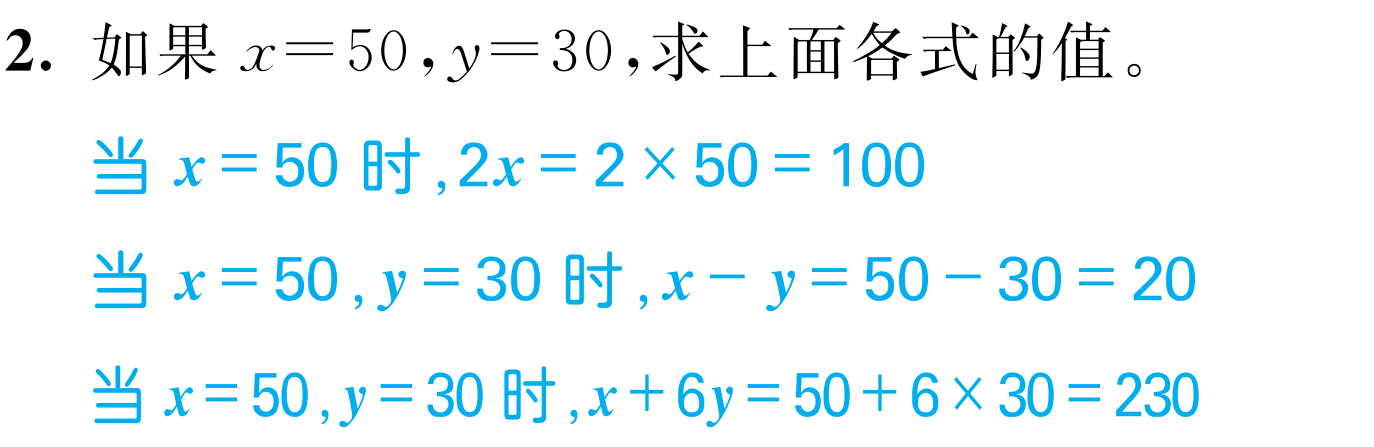 2. 如果 x=50,y=30,求上面各式的值。
当 x=50 时,2x=2×50=100
当 x=50,y=30 时,x-y=50-30=20
当 x=50,y=30 时,x+6y=50+6×30=230